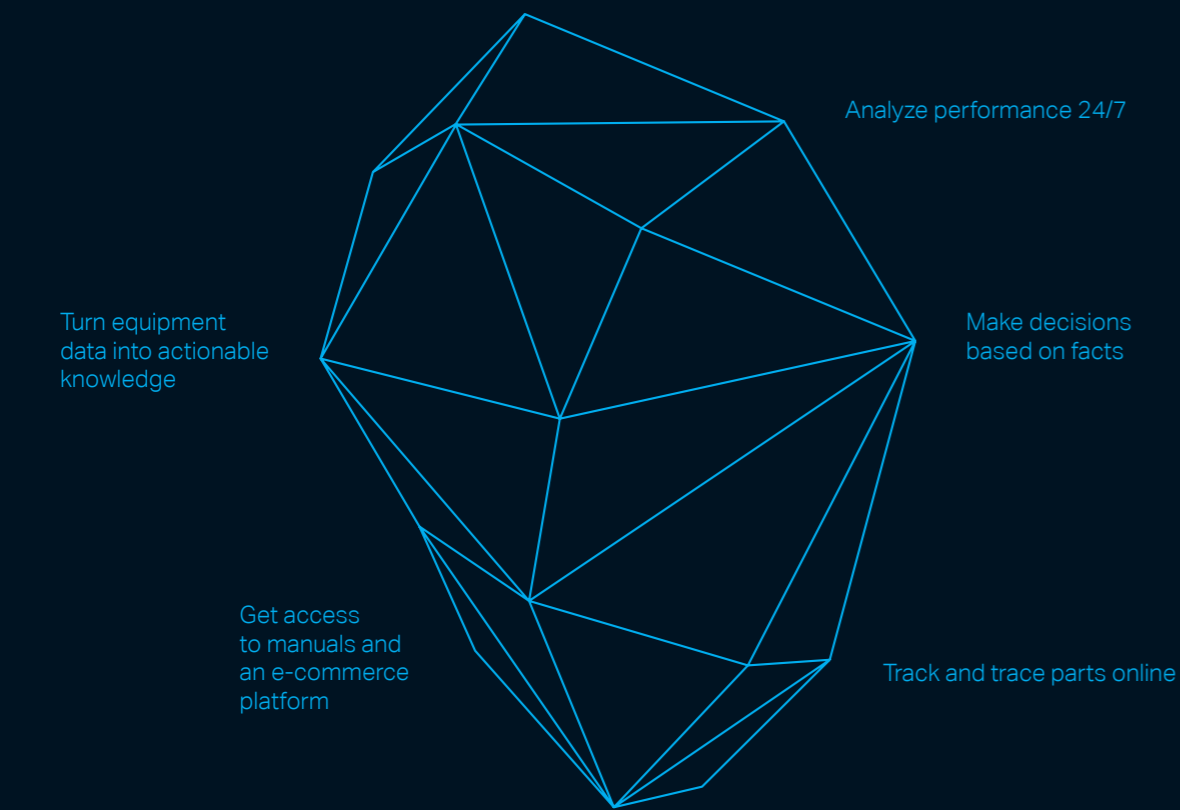 Analyze performance 24/7
Turn equipment
data into actionable
knowledge
Make decisions
based on facts
Get access
to manuals and
an e-commerce
platform
Track and trace parts online